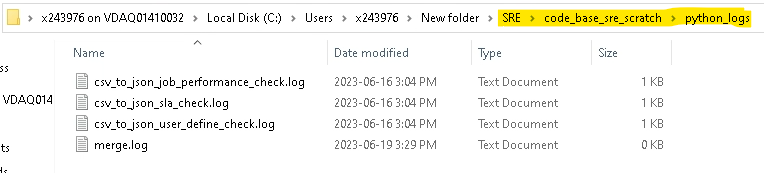 x243976 on VDAQ01410032 > Local Disk (C:) > Users > x243976 > New folder > SRE > code_base_sre_scratch > python_logs
Name Date modified Type Size
csv_to_json_job_performance_check.log 2023-06-16 3:04 PM Text Document 1 KB
csv_to_json_sla_check.log 2023-06-16 3:04 PM Text Document 1 KB
VDAQ014
csv_to_json_user_define_check.log 2023-06-16 3:04 PM Text Document 1 KB
merge.log 2023-06-19 3:29 PM Text Document 0 KB